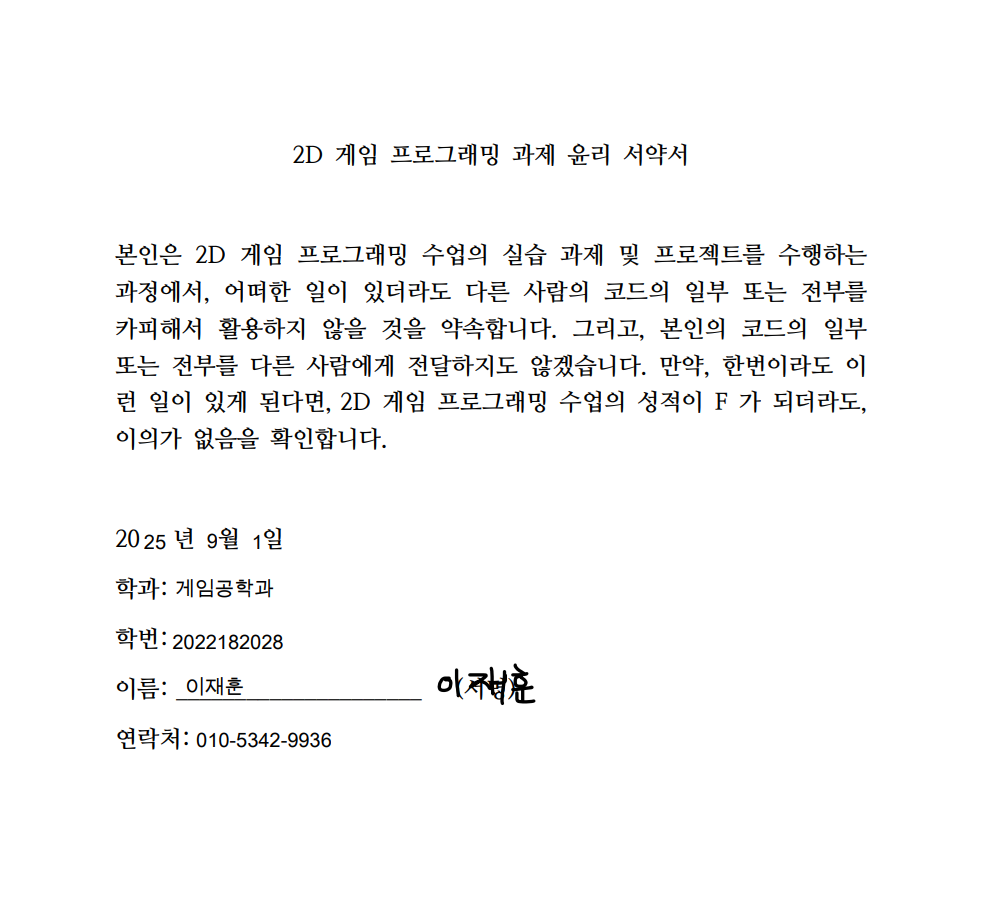 2D 게임 프로그래밍 과제 윤리 서약서
본인은 2D 게임 프로그래밍 수업의 실습 과제 및 프로젝트를 수행하는
과정에서, 어떠한 일이 있더라도 다른 사람의 코드의 일부 또는 전부를
카피해서 활용하지 않을 것을 약속합니다. 그리고, 본인의 코드의 일부
또는 전부를 다른 사람에게 전달하지도 않겠습니다. 만약, 한번이라도 이
런 일이 있게 된다면, 2D 게임 프로그래밍 수업의 성적이 F 가 되더라도,
이의가 없음을 확인합니다.
2025 년 9월 1일
학과: 게임공학과
학번: 2022182028
이름: 이재훈 (서명) 이재훈
연락처: 010-5342-9936